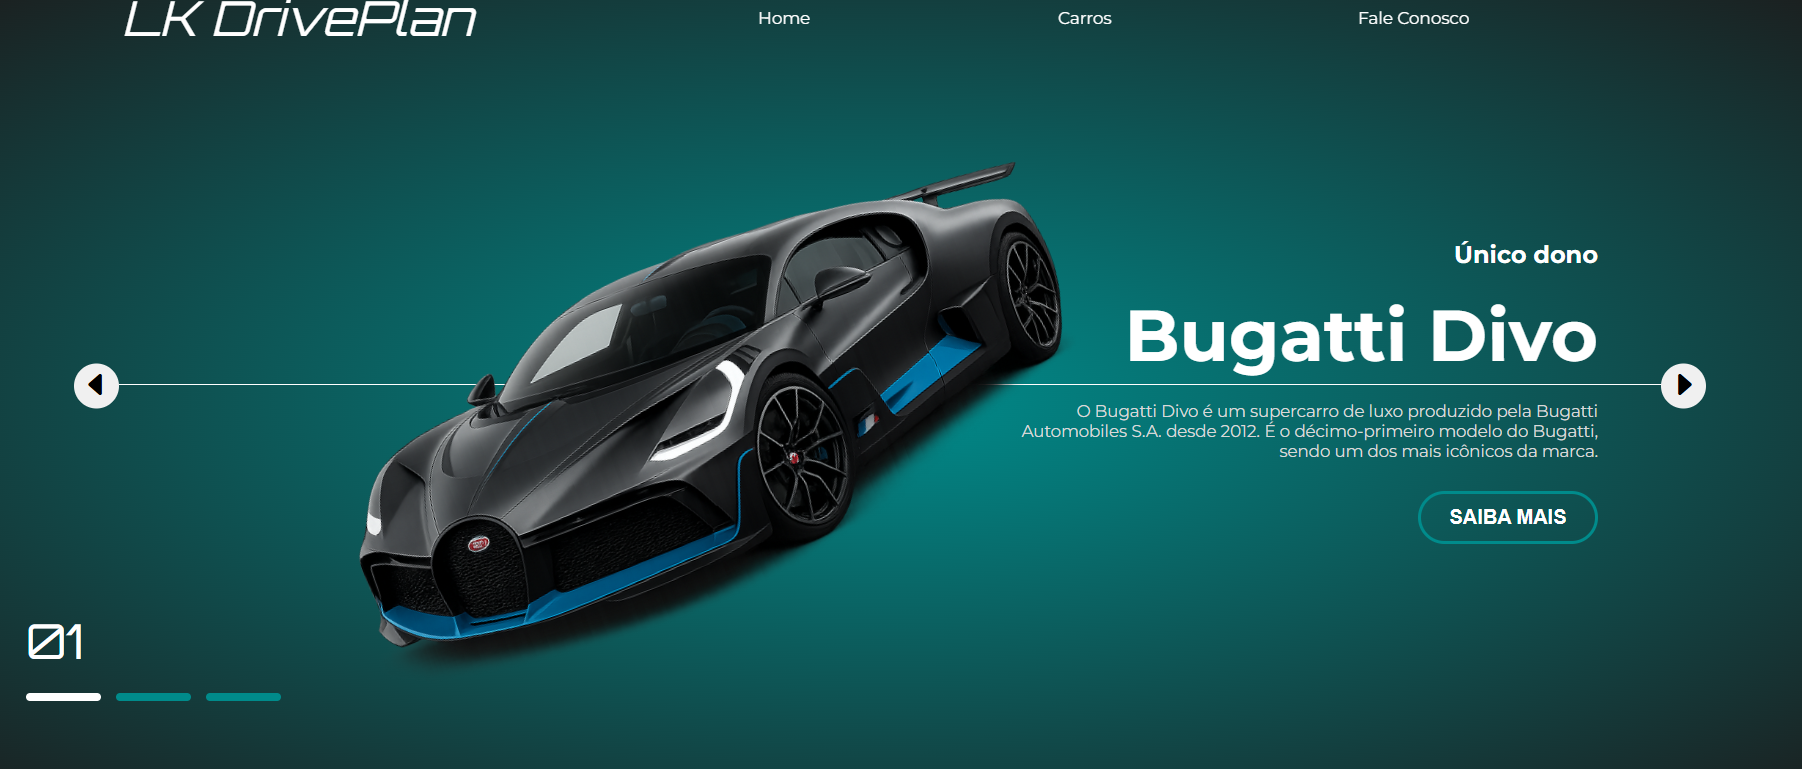 LK DrivePlan
Home
Carros
Fale Conosco
Único dono
Bugatti Divo
O Bugatti Divo é um supercarro de luxo produzido pela Bugatti
Automobiles S.A. desde 2012. É o décimo-primeiro modelo do Bugatti,
sendo um dos mais icônicos da marca.
SAIBA MAIS
01